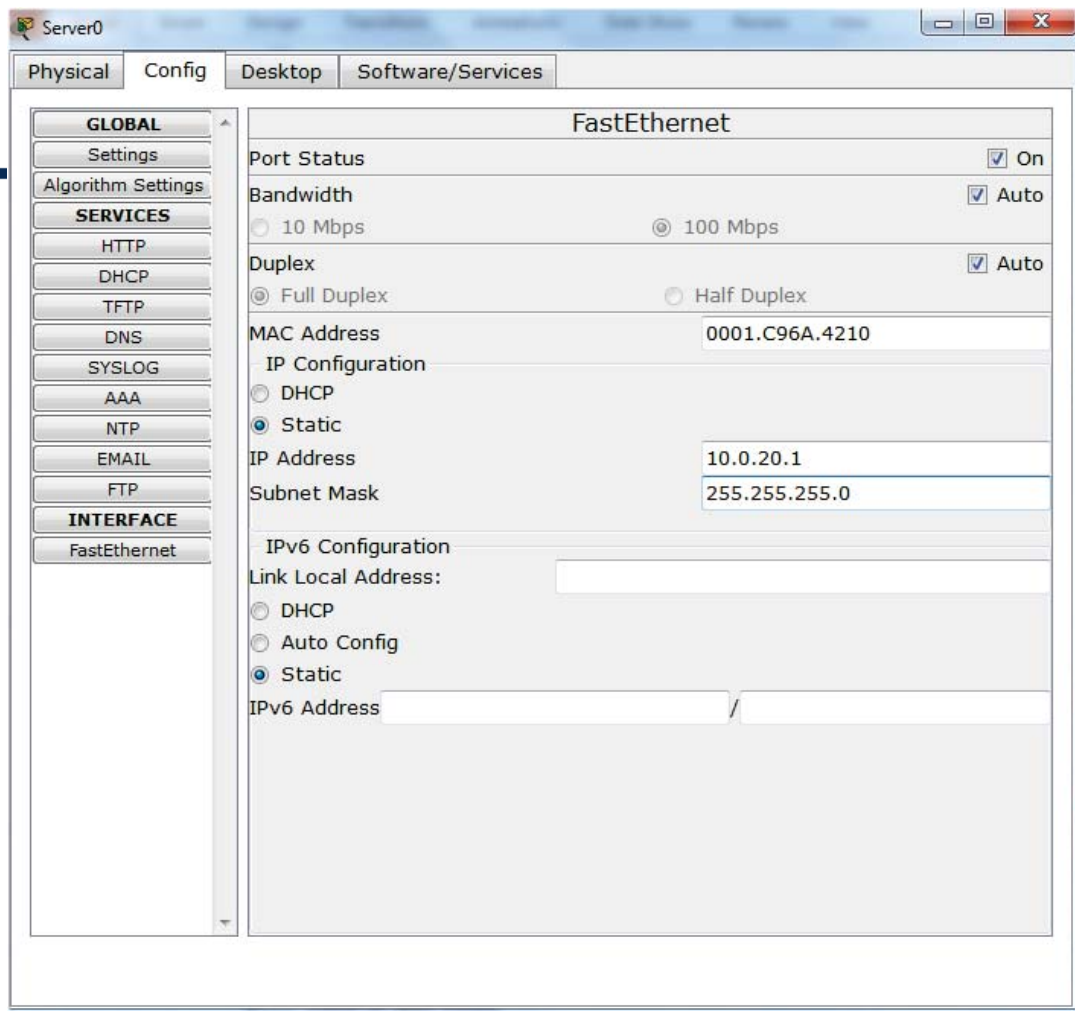 Server0
Physical Config Desktop Software/Services
GLOBAL
Settings
Algorithm Settings
SERVICES
HTTP
DHCP
TFTP
DNS
SYSLOG
AAA
NTP
EMAIL
FTP
INTERFACE
FastEthernet
FastEthernet
Port Status On
Bandwidth Auto
10 Mbps 100 Mbps
Duplex Auto
Full Duplex Half Duplex
MAC Address 0001.C96A.4210
IP Configuration
DHCP
Static
IP Address 10.0.20.1
Subnet Mask 255.255.255.0
IPv6 Configuration
Link Local Address:
DHCP
Auto Config
Static
IPv6 Address /